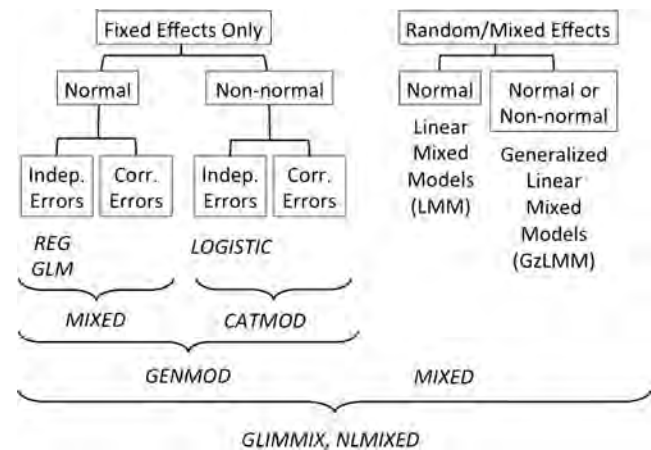 Fixed Effects Only
Random/Mixed Effects
Normal
Non-normal
Normal
Normal or
Non-normal
Linear
Mixed
Models
(LMM)
Generalized
Linear
Mixed
Models
(GzLMM)
Indep.
Errors
Corr.
Errors
Indep.
Errors
Corr.
Errors
REG
GLM
LOGISTIC
MIXED
CATMOD
GENMOD
MIXED
GLIMMIX, NLMIXED